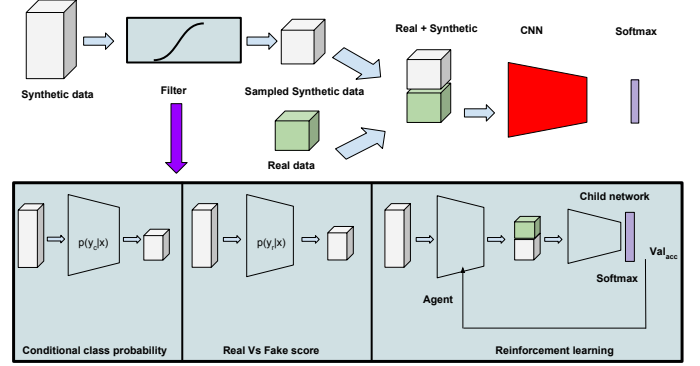 Real + Synthetic
CNN
Softmax
Synthetic data
Filter
Sampled Synthetic data
Real data
p(y_c|x)
Conditional class probability
p(y_r|x)
Real Vs Fake score
Child network
Val_acc
Softmax
Agent
Reinforcement learning